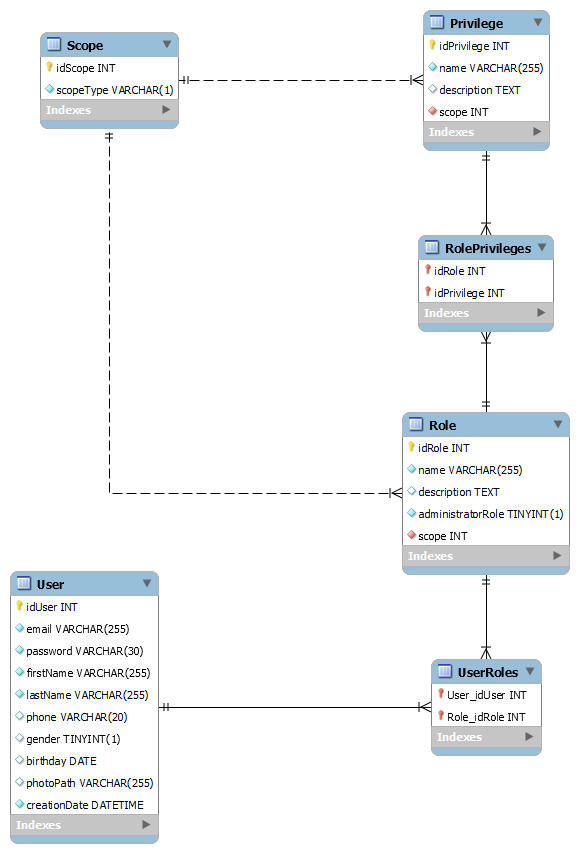 Privilege
idPrivilege INT
name VARCHAR(255)
description TEXT
scope INT
Indexes
Scope
idScope INT
scopeType VARCHAR(1)
Indexes
RolePrivileges
idRole INT
idPrivilege INT
Indexes
Role
idRole INT
name VARCHAR(255)
description TEXT
administratorRole TINYINT(1)
scope INT
Indexes
User
idUser INT
email VARCHAR(255)
password VARCHAR(30)
firstName VARCHAR(255)
lastName VARCHAR(255)
phone VARCHAR(20)
gender TINYINT(1)
birthday DATE
photoPath VARCHAR(255)
creationDate DATETIME
Indexes
UserRoles
User_idUser INT
Role_idRole INT
Indexes